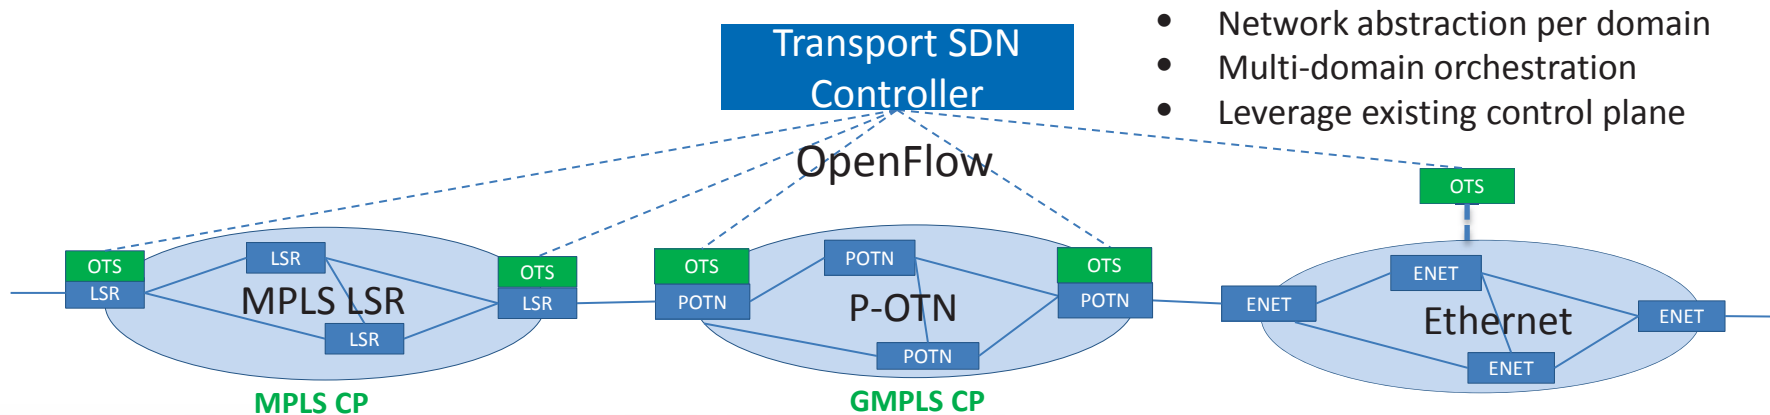 Transport SDN
Controller
• Network abstraction per domain
• Multi-domain orchestration
• Leverage existing control plane
OpenFlow
OTS
LSR
LSR
MPLS LSR
LSR
OTS
LSR
MPLS CP
OTS
POTN
POTN
P-OTN
POTN
OTS
POTN
GMPLS CP
OTS
ENET
ENET
Ethernet
ENET
ENET